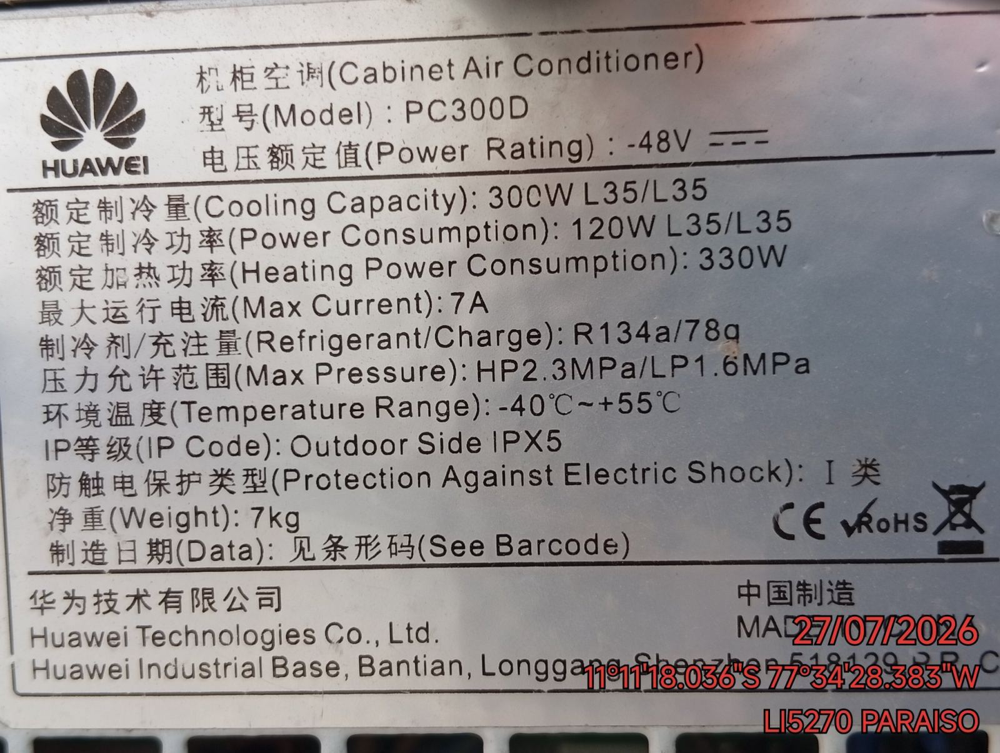 HUAWEI
机柜空调(Cabinet Air Conditioner)
型号(Model) : PC300D
电压额定值(Power Rating) : -48V
额定制冷量(Cooling Capacity): 300W L35/L35
额定制冷功率(Power Consumption): 120W L35/L35
额定加热功率(Heating Power Consumption): 330W
最大运行电流(Max Current): 7A
制冷剂/充注量(Refrigerant/Charge): R134a/78g
压力允许范围(Max Pressure): HP2.3MPa/LP1.6MPa
环境温度(Temperature Range): -40℃~+55℃
IP等级(IP Code): Outdoor Side IPX5
防触电保护类型(Protection Against Electric Shock): I 类
净重(Weight): 7kg
CE RoHS
制造日期(Data): 见条形码(See Barcode)
华为技术有限公司
中国制造
Huawei Technologies Co., Ltd.
MADE
27/07/2026
Huawei Industrial Base, Bantian, Longgang Shenzhen 518129 P.R.C
11°11'18.036"S 77°34'28.383"W
LI5270 PARAISO